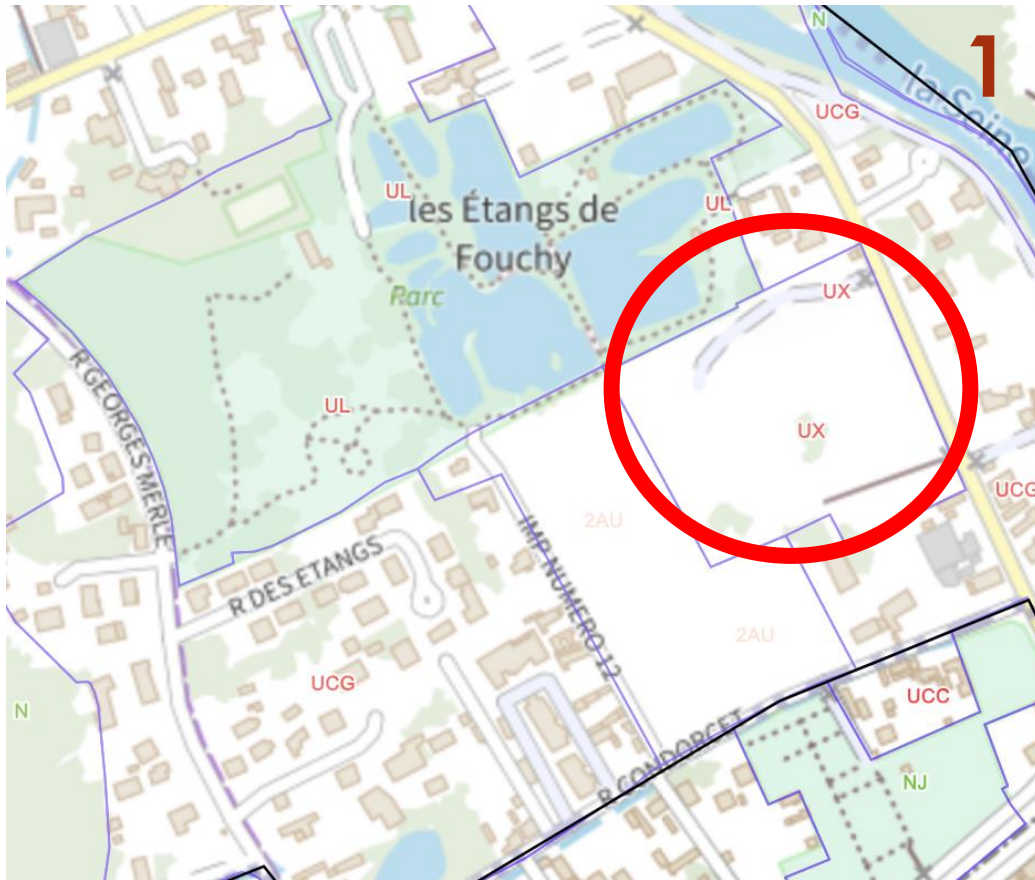 N
1
la Seine
UCG
UL
les Étangs de
Fouchy
UL
Parc
UX
R GEORGES MERLE
UL
UX
UCG
2AU
IMP NUMERO 12
R DES ETANGS
2AU
UCG
UCC
N
R CONDORCET
NJ